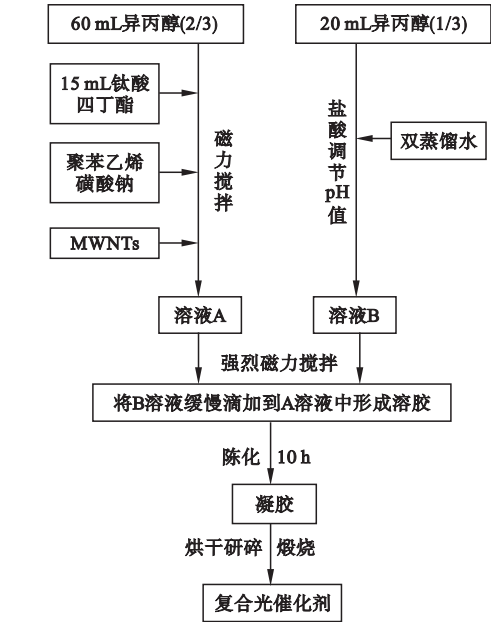 60 mL异丙醇(2/3)
20 mL异丙醇(1/3)
15 mL钛酸
四丁酯
聚苯乙烯
磺酸钠
MWNTs
磁力搅拌
盐酸调节pH值
双蒸馏水
溶液A
溶液B
强烈磁力搅拌
将B溶液缓慢滴加到A溶液中形成溶胶
陈化 10 h
凝胶
烘干研碎 煅烧
复合光催化剂